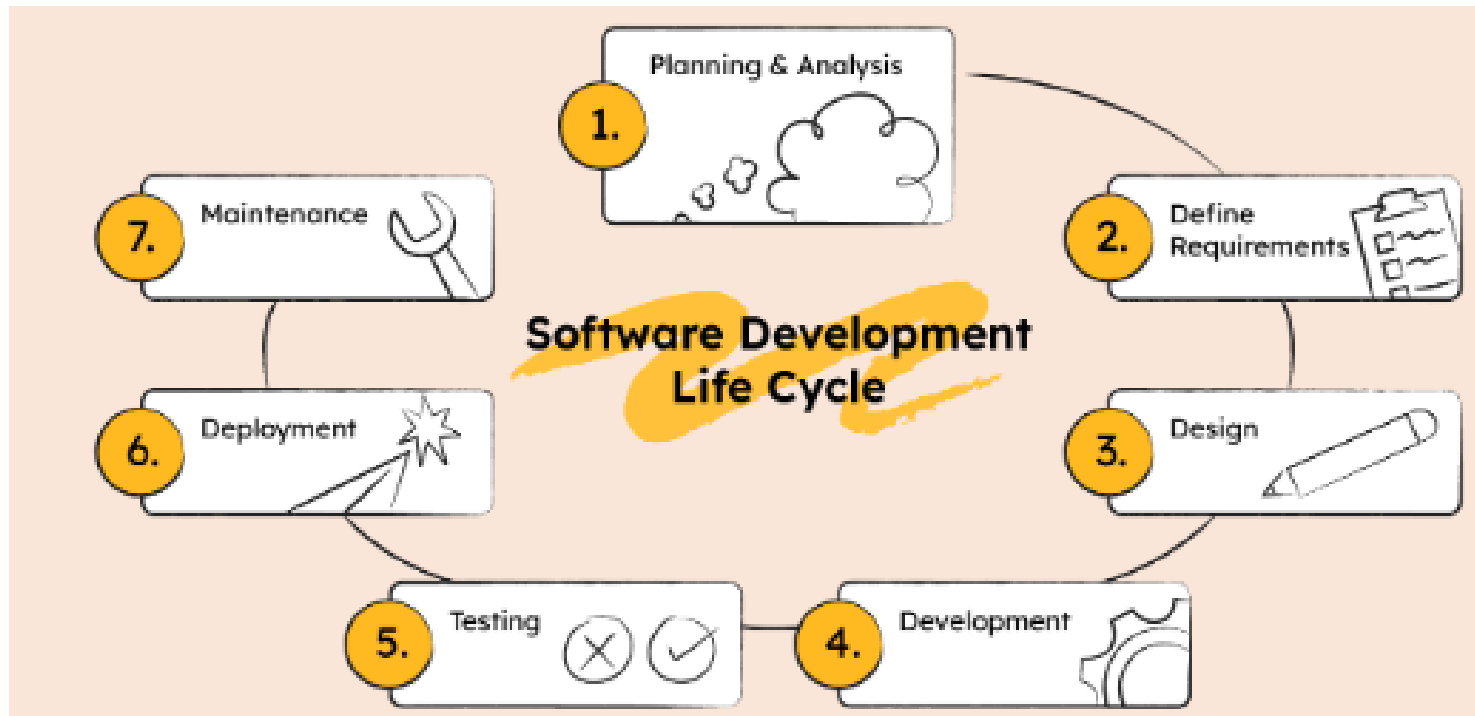 1.
Planning & Analysis
2.
Define
Requirements
3.
Design
4.
Development
5.
Testing
6.
Deployment
7.
Maintenance
Software Development
Life Cycle